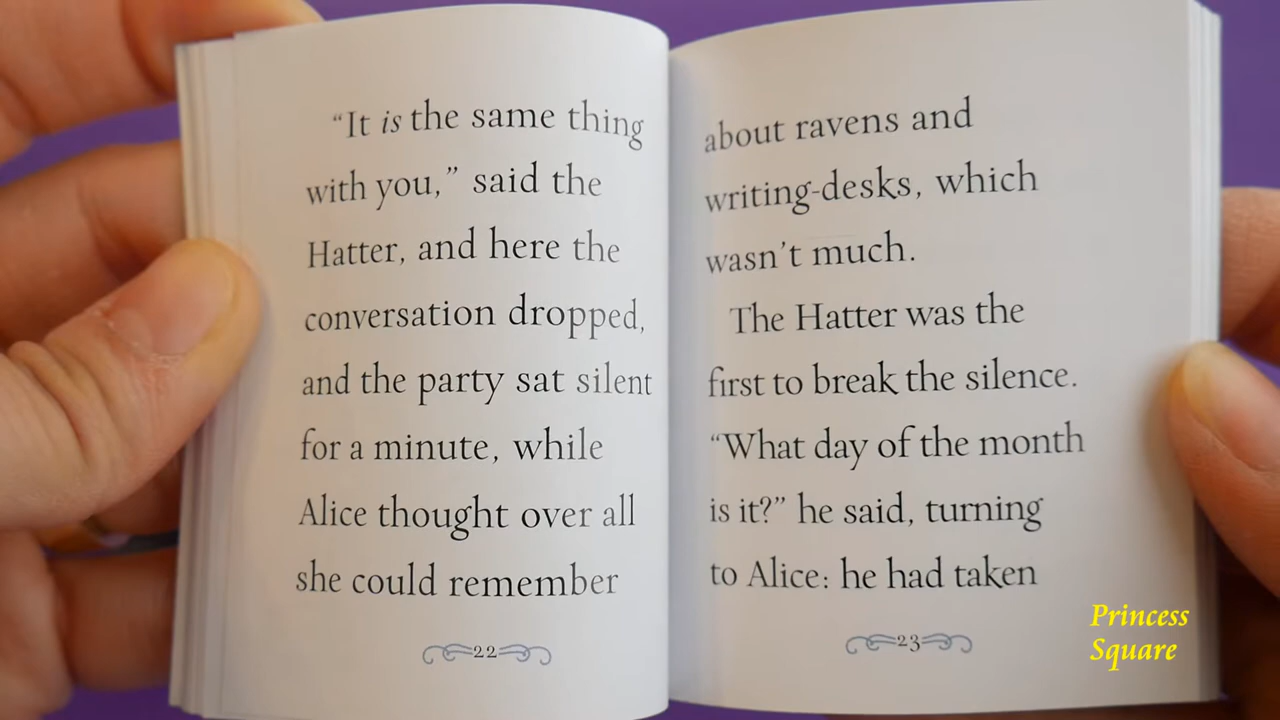 “It is the same thing
with you,” said the
Hatter, and here the
conversation dropped,
and the party sat silent
for a minute, while
Alice thought over all
she could remember
22
about ravens and
writing-desks, which
wasn’t much.
The Hatter was the
first to break the silence.
“What day of the month
is it?” he said, turning
to Alice: he had taken
23
Princess
Square